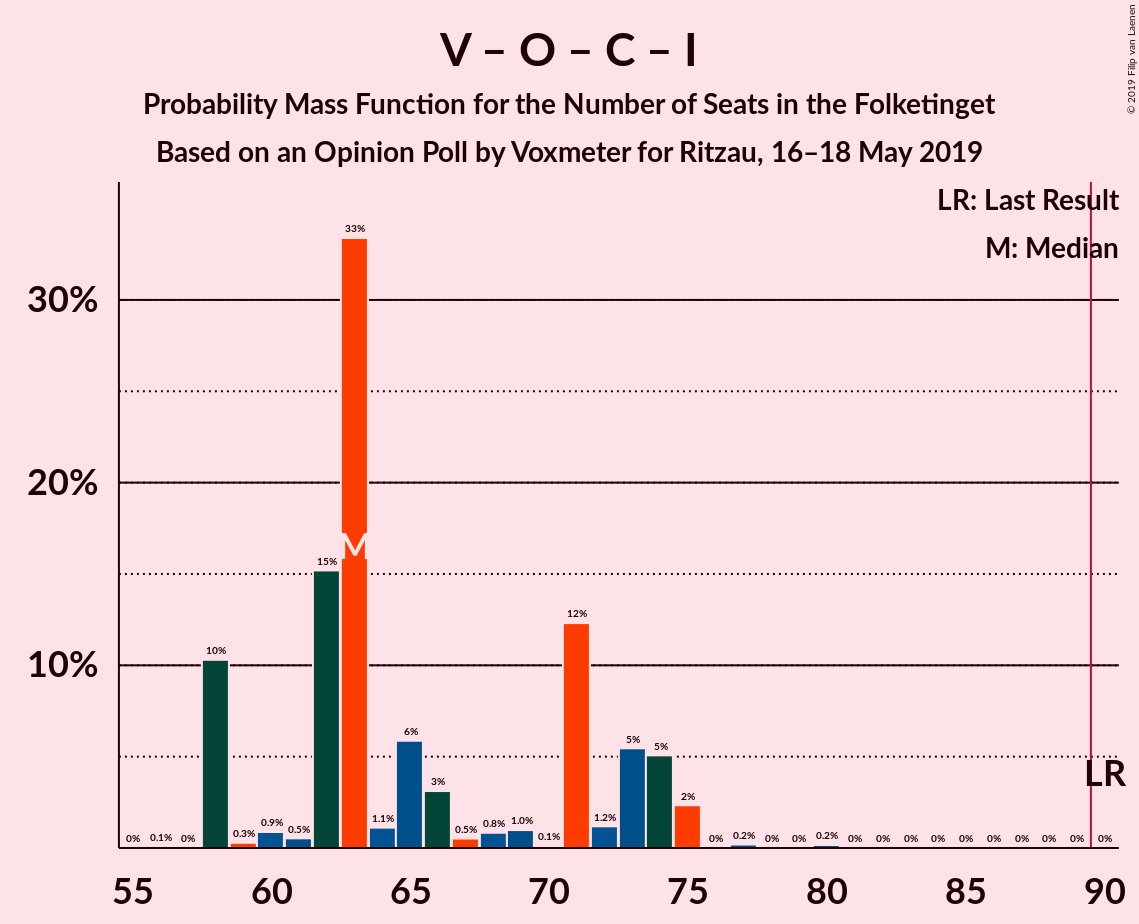 V – O – C – I
Probability Mass Function for the Number of Seats in the Folketinget
Based on an Opinion Poll by Voxmeter for Ritzau, 16–18 May 2019
© 2019 Filip van Laenen
LR: Last Result
M: Median
30%
20%
10%
0% 0.1% 0% 10% 0.3% 0.9% 0.5% 15% 33% 1.1% 6% 3% 0.5% 0.8% 1.0% 0.1% 12% 1.2% 5% 5% 2% 0% 0.2% 0% 0% 0.2% 0% 0% 0% 0% 0% 0% 0% 0% 0% 0%
M
LR
55 60 65 70 75 80 85 90